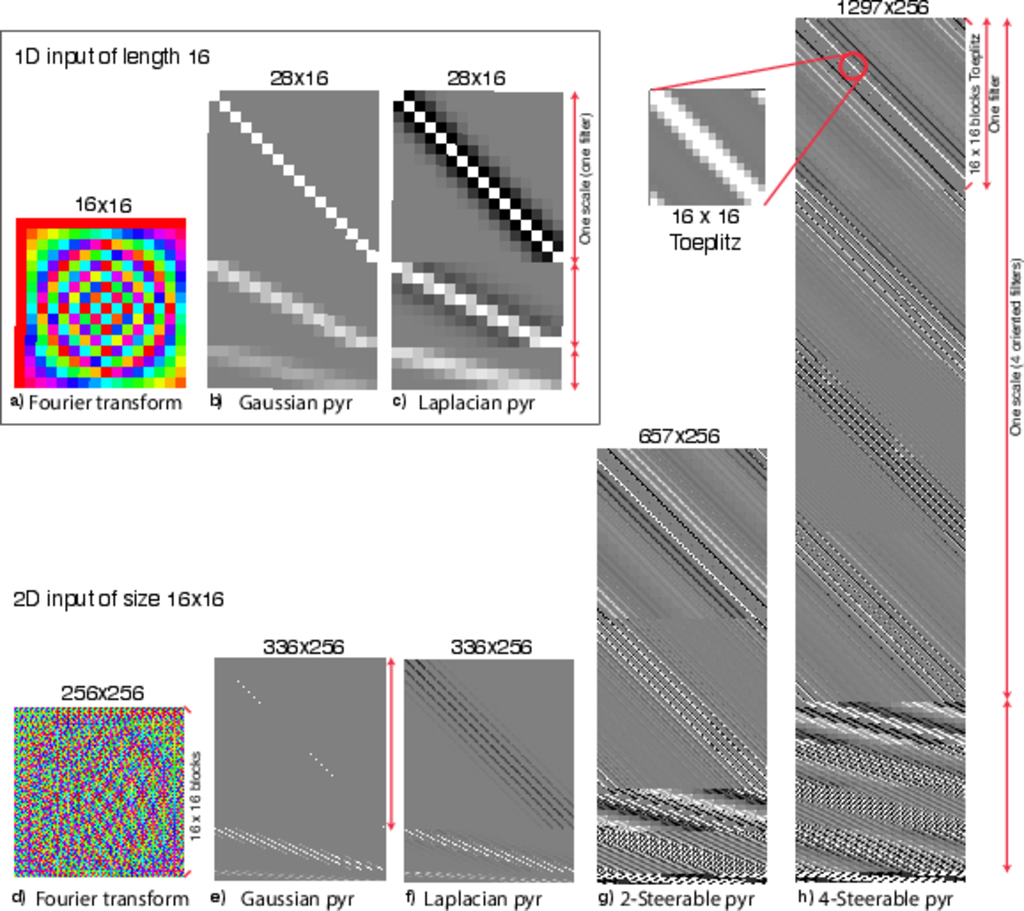 1D input of length 16
28x16
28x16
16x16
One scale (one filter)
a) Fourier transform
b) Gaussian pyr
c) Laplacian pyr
1297x256
16 x 16 blocks Toeplitz
One filter
16 x 16
Toeplitz
One scale (4 oriented filters)
657x256
2D input of size 16x16
336x256
336x256
256x256
16 x 16 blocks
d) Fourier transform
e) Gaussian pyr
f) Laplacian pyr
g) 2-Steerable pyr
h) 4-Steerable pyr